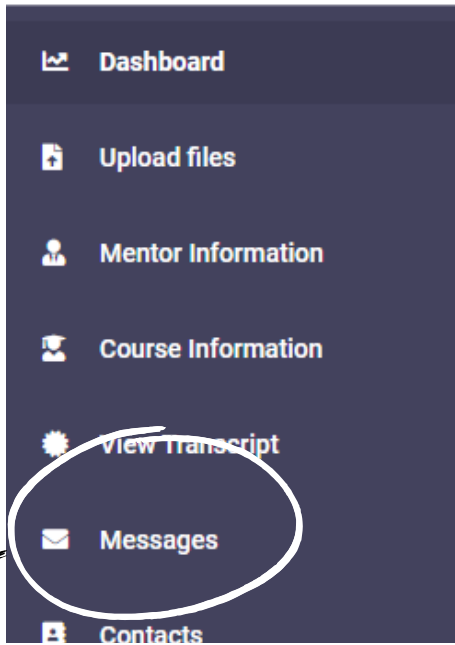 Dashboard
Upload files
Mentor Information
Course Information
View Transcript
Messages
Contacts